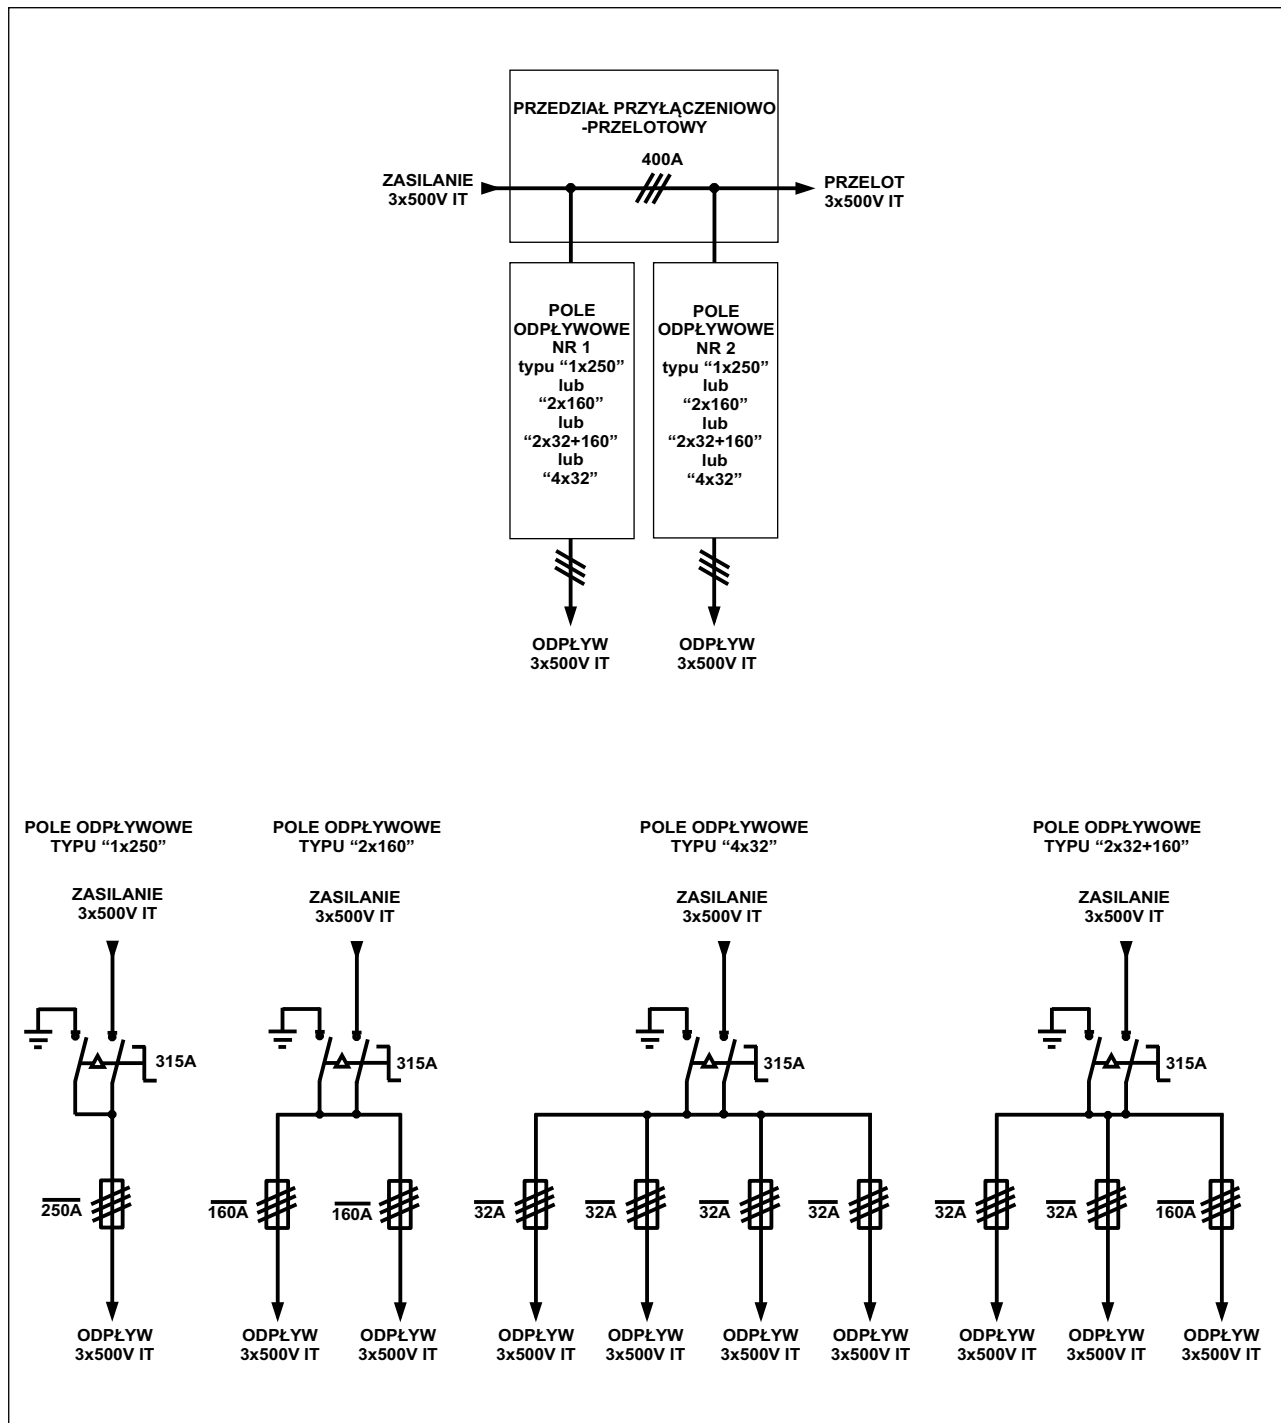 PRZEDZIAŁ PRZYŁĄCZENIOWO
-PRZELOTOWY
400A
ZASILANIE
3x500V IT
PRZELOT
3x500V IT
POLE
ODPŁYWOWE
NR 1
typu “1x250”
lub
“2x160”
lub
“2x32+160”
lub
“4x32”
POLE
ODPŁYWOWE
NR 2
typu “1x250”
lub
“2x160”
lub
“2x32+160”
lub
“4x32”
ODPŁYW
3x500V IT
ODPŁYW
3x500V IT
POLE ODPŁYWOWE
TYPU “1x250”
ZASILANIE
3x500V IT
315A
250A
ODPŁYW
3x500V IT
POLE ODPŁYWOWE
TYPU “2x160”
ZASILANIE
3x500V IT
315A
160A
160A
ODPŁYW
3x500V IT
ODPŁYW
3x500V IT
POLE ODPŁYWOWE
TYPU “4x32”
ZASILANIE
3x500V IT
315A
32A
32A
32A
32A
ODPŁYW
3x500V IT
ODPŁYW
3x500V IT
ODPŁYW
3x500V IT
ODPŁYW
3x500V IT
POLE ODPŁYWOWE
TYPU “2x32+160”
ZASILANIE
3x500V IT
315A
32A
32A
160A
ODPŁYW
3x500V IT
ODPŁYW
3x500V IT
ODPŁYW
3x500V IT